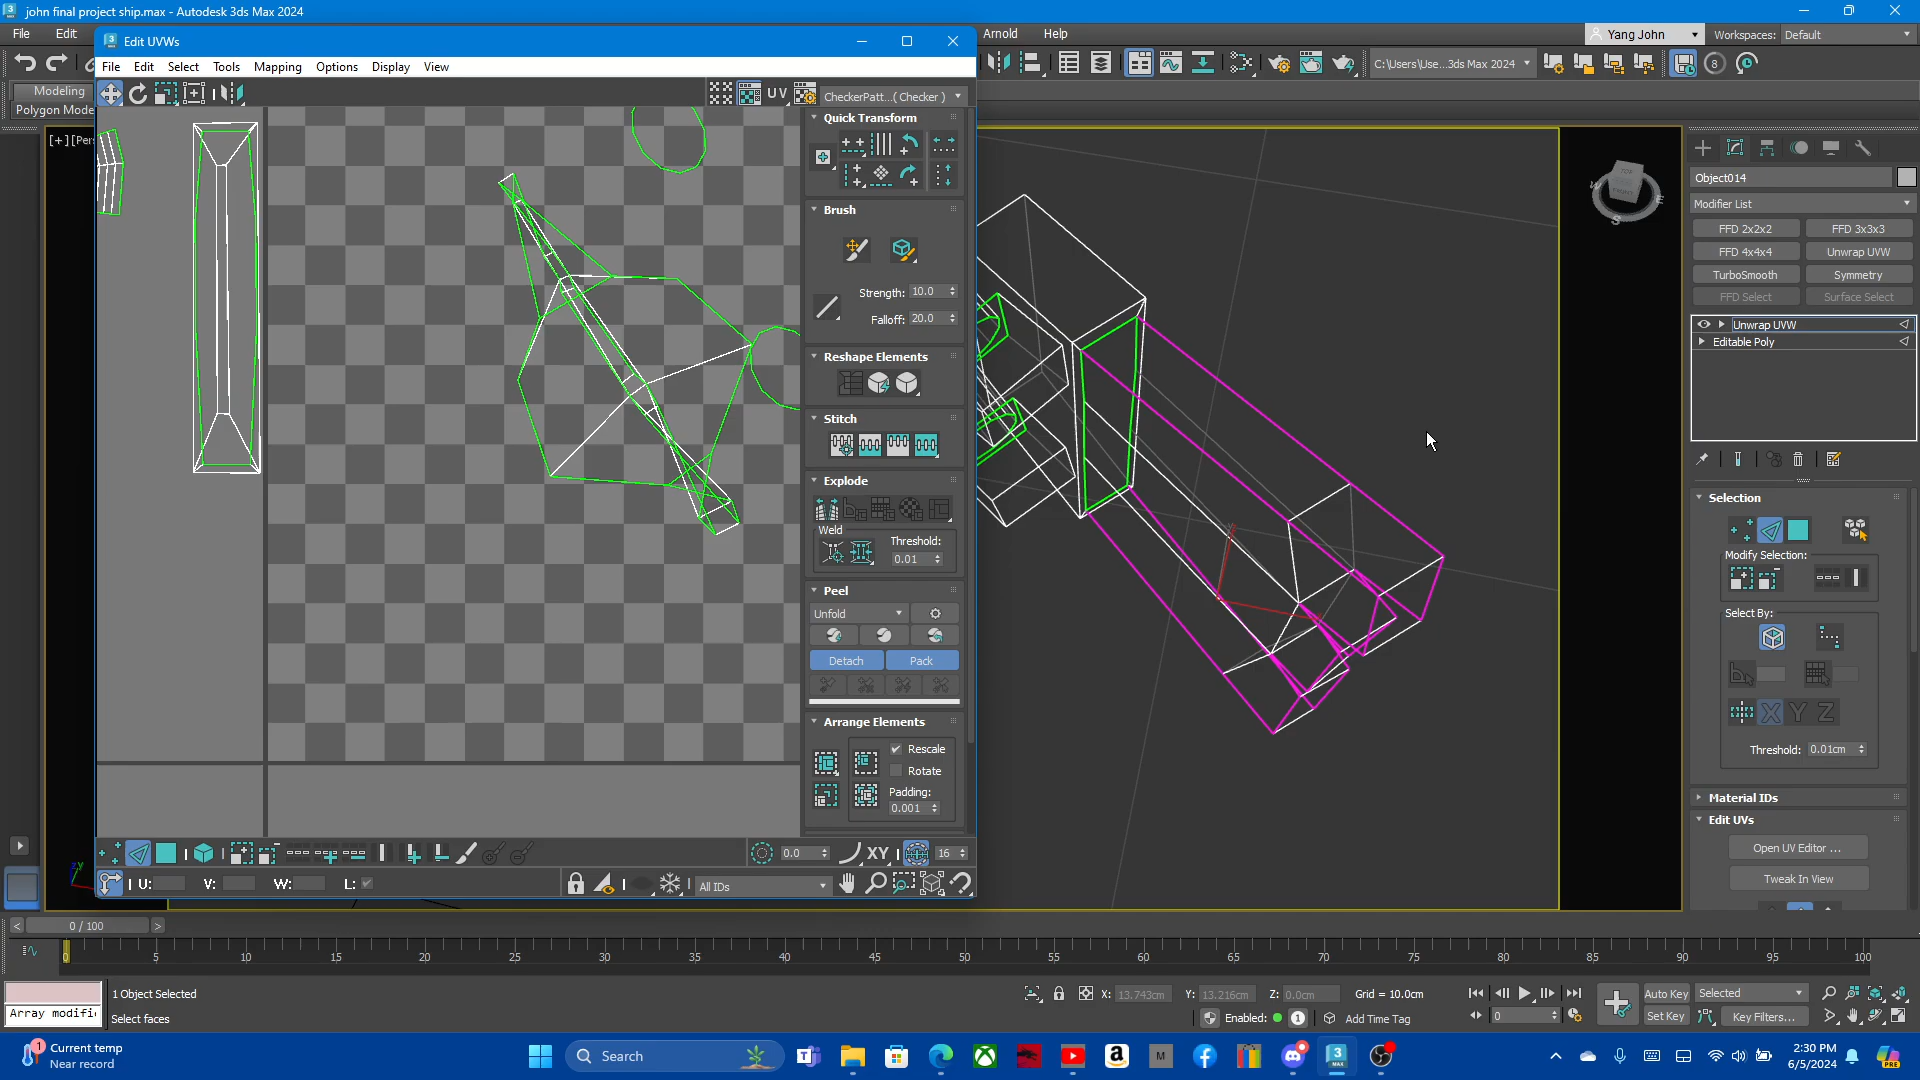 john final project ship.max - Autodesk 3ds Max 2024
File Edit Arnold Help
Yang John Workspaces: Default
Edit UVWs
File Edit Select Tools Mapping Options Display View
C:\Users\Use...3ds Max 2024
8
Modeling
Polygon Mode
UV CheckerPatt...( Checker )
[+][Pers
Quick Transform
Brush
Strength: 10.0
Falloff: 20.0
Reshape Elements
Stitch
Explode
Weld
Threshold:
0.01
Peel
Unfold
Detach Pack
Arrange Elements
Rescale
Rotate
Padding:
0.001
0.0 XY 16
U: V: W: L: All IDs
TOP
W S E
Object014
Modifier List
FFD 2x2x2 FFD 3x3x3
FFD 4x4x4 Unwrap UVW
TurboSmooth Symmetry
FFD Select Surface Select
Unwrap UVW
Editable Poly
Selection
Modify Selection:
Select By:
X Y Z
Threshold: 0.01cm
Material IDs
Edit UVs
Open UV Editor ...
Tweak In View
z y
< 0 / 100 >
0 5 10 15 20 25 30 35 40 45 50 55 60 65 70 75 80 85 90 95 100
1 Object Selected
Array modifi
Select faces
X: 13.743cm Y: 13.216cm Z: 0.0cm Grid = 10.0cm
Enabled: 1 Add Time Tag
0
Auto Key Selected
Set Key Key Filters...
1
Current temp
Near record
Search
M
3
MAX
2:30 PM
6/5/2024
PRE